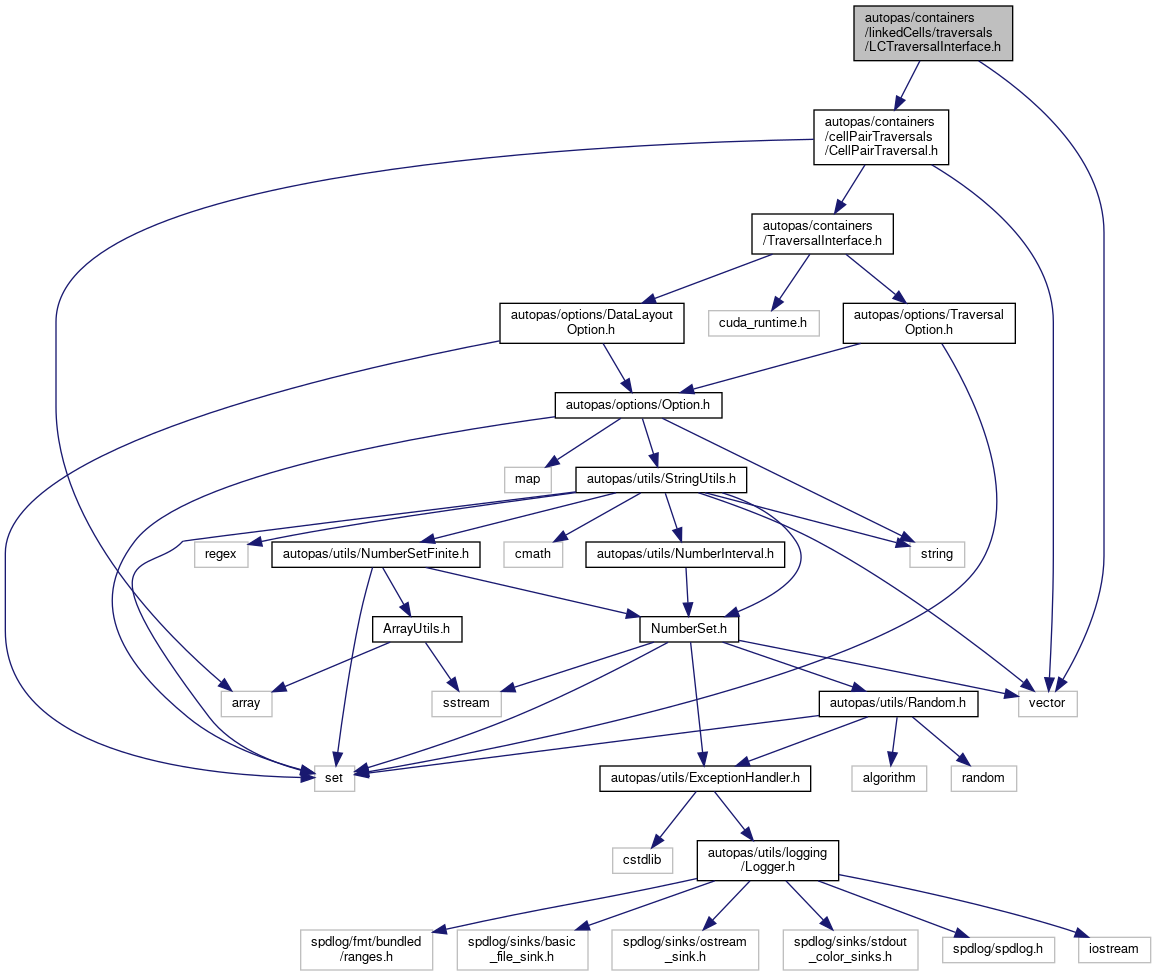 autopas/containers
/linkedCells/traversals
/LCTraversalInterface.h
autopas/containers
/cellPairTraversals
/CellPairTraversal.h
autopas/containers
/TraversalInterface.h
autopas/options/DataLayout
Option.h
cuda_runtime.h
autopas/options/Traversal
Option.h
autopas/options/Option.h
map
autopas/utils/StringUtils.h
regex
autopas/utils/NumberSetFinite.h
cmath
autopas/utils/NumberInterval.h
string
ArrayUtils.h
NumberSet.h
array
sstream
autopas/utils/Random.h
vector
set
autopas/utils/ExceptionHandler.h
algorithm
random
cstdlib
autopas/utils/logging
/Logger.h
spdlog/fmt/bundled
/ranges.h
spdlog/sinks/basic
_file_sink.h
spdlog/sinks/ostream
_sink.h
spdlog/sinks/stdout
_color_sinks.h
spdlog/spdlog.h
iostream